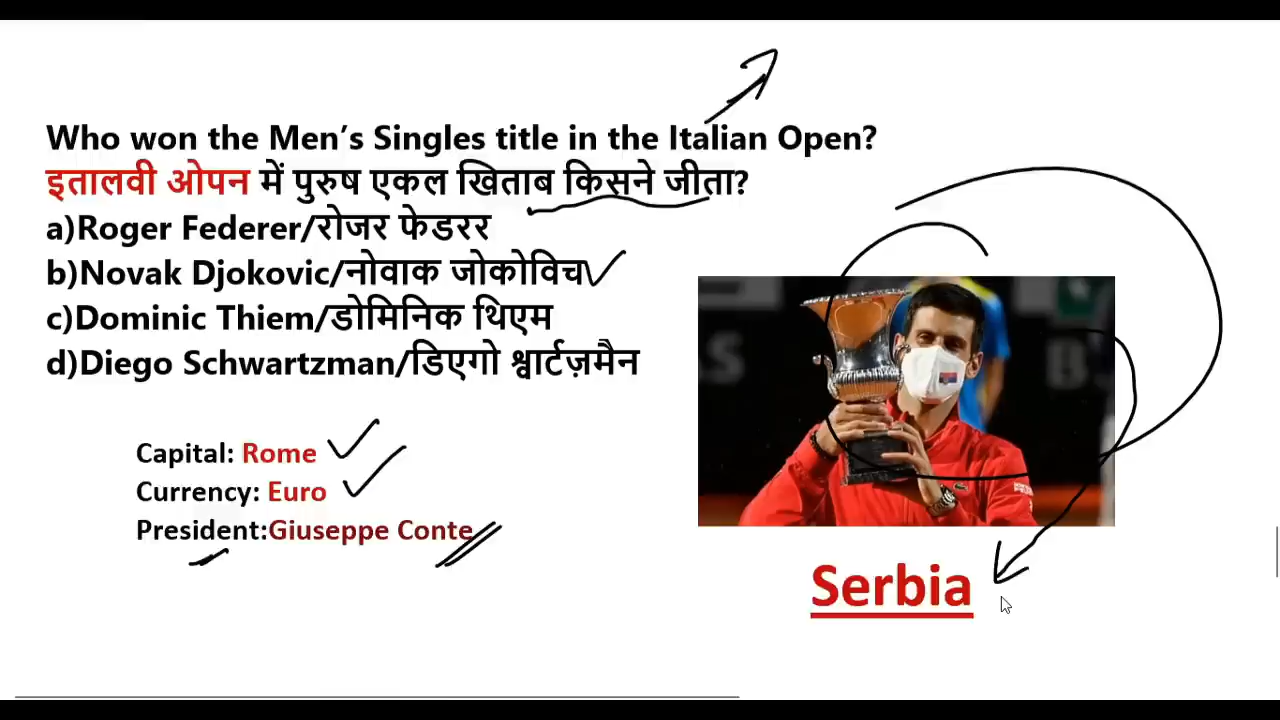 Who won the Men’s Singles title in the Italian Open?
इतालवी ओपन में पुरुष एकल खिताब किसने जीता?
a)Roger Federer/रोजर फेडरर
b)Novak Djokovic/नोवाक जोकोविच
c)Dominic Thiem/डोमिनिक थिएम
d)Diego Schwartzman/डिएगो श्वार्टज़मैन
Capital: Rome
Currency: Euro
President:Giuseppe Conte
Serbia